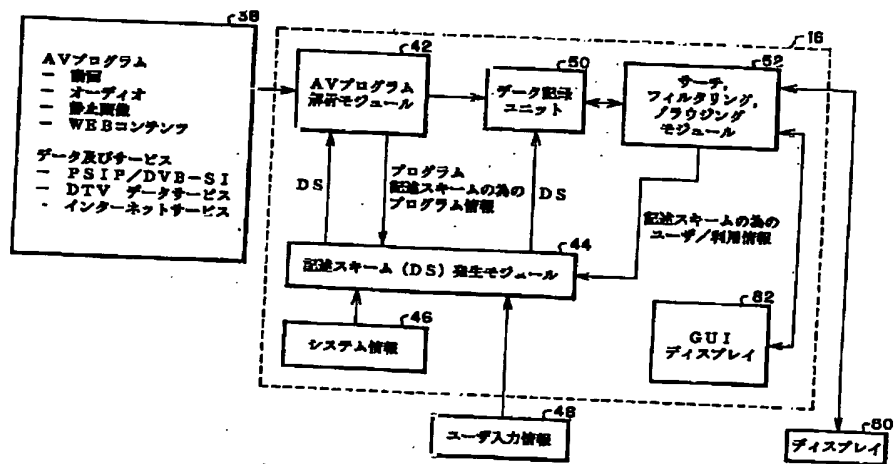 38
AVプログラム
— 動画
— オーディオ
— 静止画像
— WEBコンテンツ
データ及びサービス
— PSIP/DVB-SI
— DTV データサービス
- インターネットサービス
16
42
AVプログラム
解析モジュール
50
データ記録
ユニット
52
サーチ,
フィルタリング,
ブラウジング
モジュール
DS
プログラム
記述スキームの為の
プログラム情報
DS
記述スキームの為の
ユーザ/利用情報
44
記述スキーム(DS)発生モジュール
46
システム情報
82
GUI
ディスプレイ
48
ユーザ入力情報
80
ディスプレイ